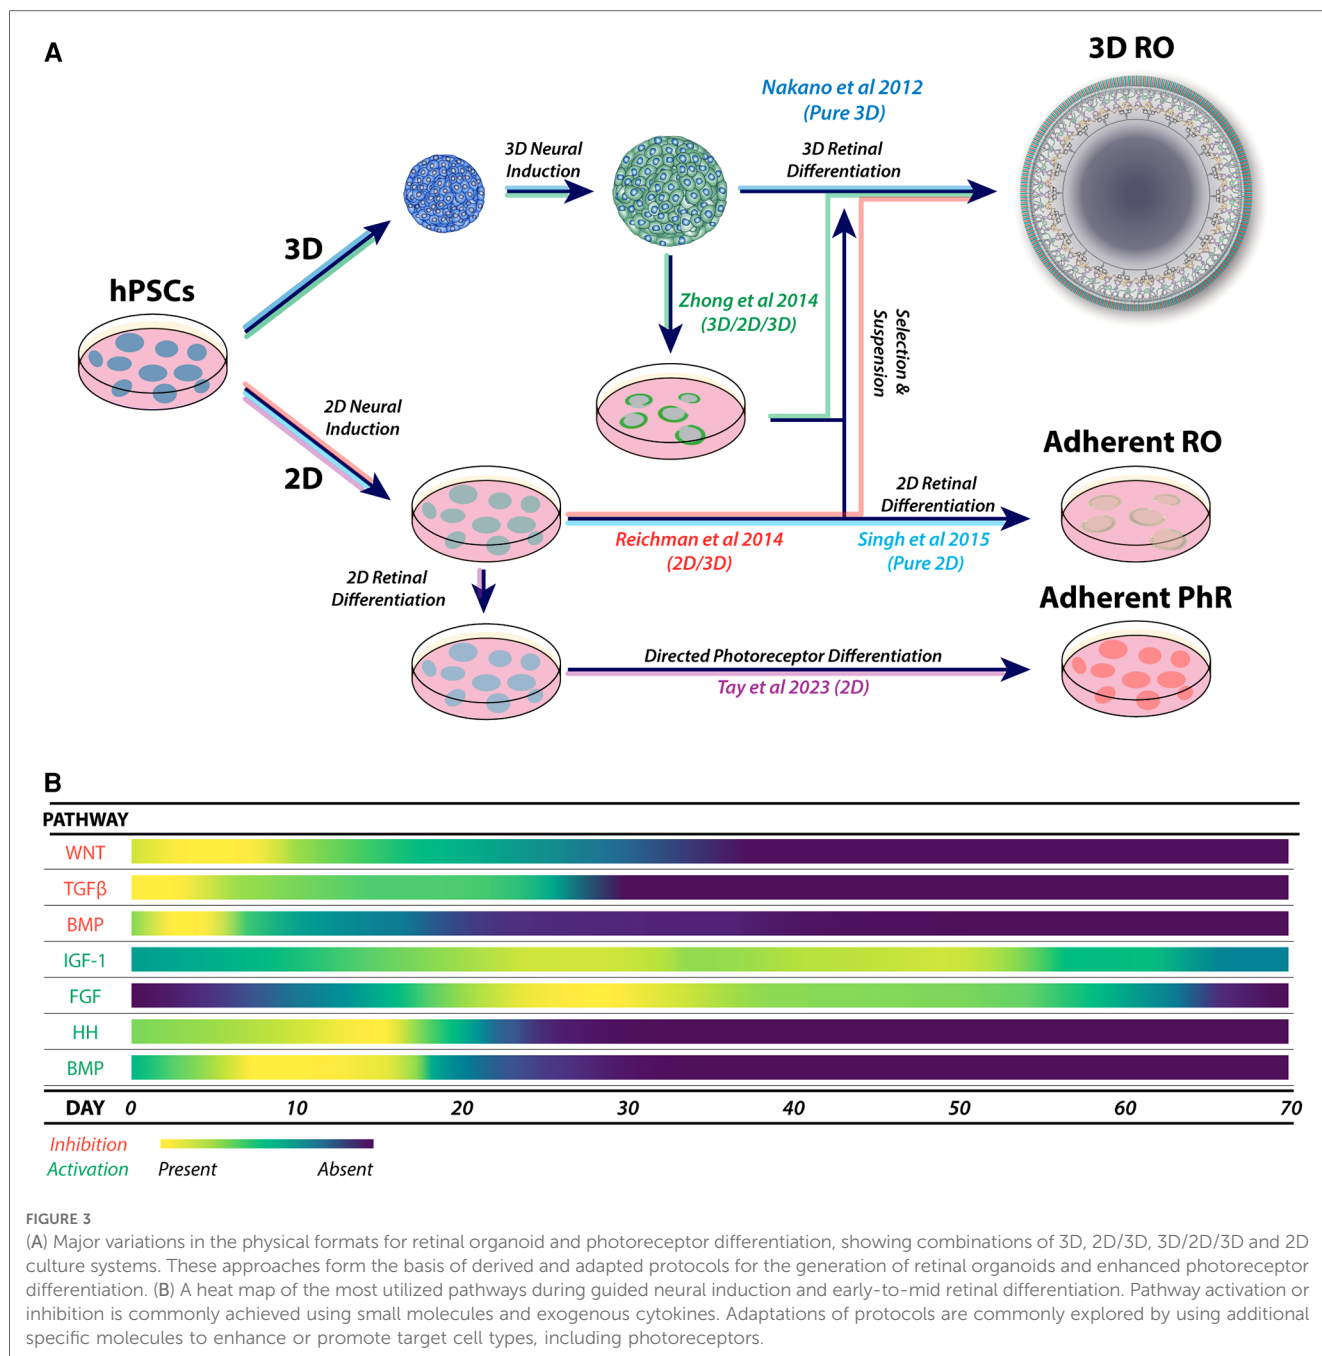 A
3D RO
Nakano et al 2012
(Pure 3D)
3D Neural
Induction
3D Retinal
Differentiation
3D
hPSCs
Zhong et al 2014
(3D/2D/3D)
Selection &
Suspension
2D Neural
Induction
2D
Adherent RO
2D Retinal
Differentiation
Reichman et al 2014
(2D/3D)
Singh et al 2015
(Pure 2D)
2D Retinal
Differentiation
Adherent PhR
Directed Photoreceptor Differentiation
Tay et al 2023 (2D)
B
PATHWAY
WNT
TGFβ
BMP
IGF-1
FGF
HH
BMP
DAY 0 10 20 30 40 50 60 70
Inhibition
Activation
Present Absent
FIGURE 3
(A) Major variations in the physical formats for retinal organoid and photoreceptor differentiation, showing combinations of 3D, 2D/3D, 3D/2D/3D and 2D
culture systems. These approaches form the basis of derived and adapted protocols for the generation of retinal organoids and enhanced photoreceptor
differentiation. (B) A heat map of the most utilized pathways during guided neural induction and early-to-mid retinal differentiation. Pathway activation or
inhibition is commonly achieved using small molecules and exogenous cytokines. Adaptations of protocols are commonly explored by using additional
specific molecules to enhance or promote target cell types, including photoreceptors.